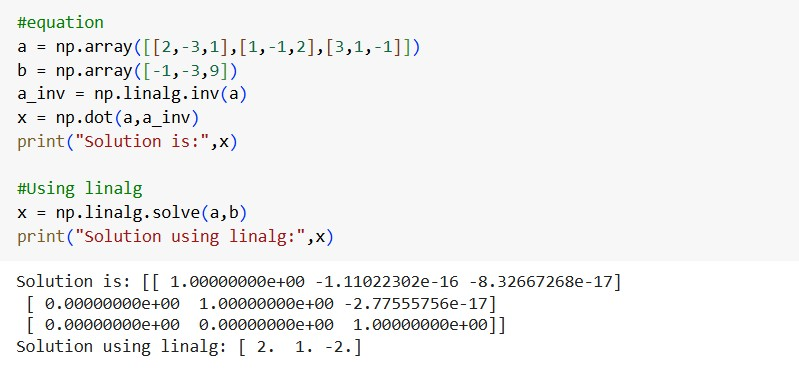 #equation
a = np.array([[2,-3,1],[1,-1,2],[3,1,-1]])
b = np.array([-1,-3,9])
a_inv = np.linalg.inv(a)
x = np.dot(a,a_inv)
print("Solution is:",x)
#Using linalg
x = np.linalg.solve(a,b)
print("Solution using linalg:",x)
Solution is: [[ 1.00000000e+00 -1.11022302e-16 -8.32667268e-17]
[ 0.00000000e+00 1.00000000e+00 -2.77555756e-17]
[ 0.00000000e+00 0.00000000e+00 1.00000000e+00]]
Solution using linalg: [ 2. 1. -2.]